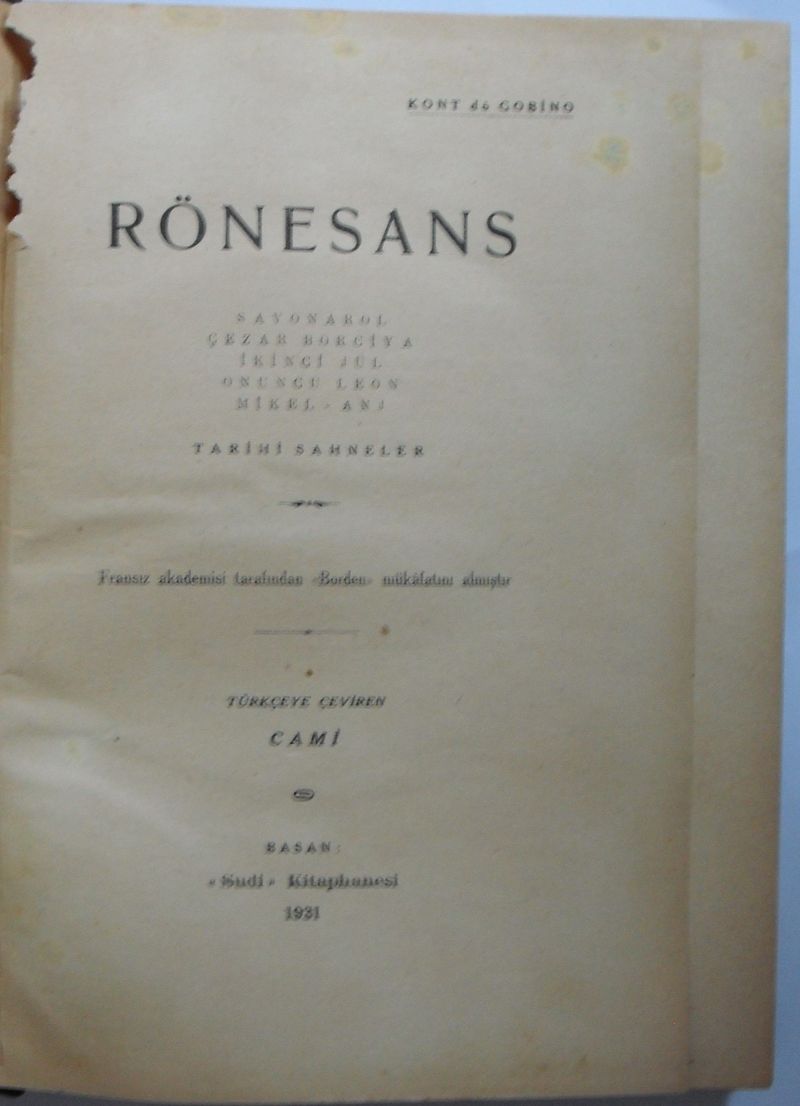 KONT dö GOBİNO
RÖNESANS
SAVONAROL
ÇEZAR BORCİYA
İKİNCİ JÜL
ONUNCU LEON
MİKEL - ANJ
TARİHİ SAHNELER
Fransız akademisi tarafından «Borden» mükâfatını almıştır
TÜRKÇEYE ÇEVİREN
CAMİ
BASAN:
«Sudi» Kitaphanesi
1931